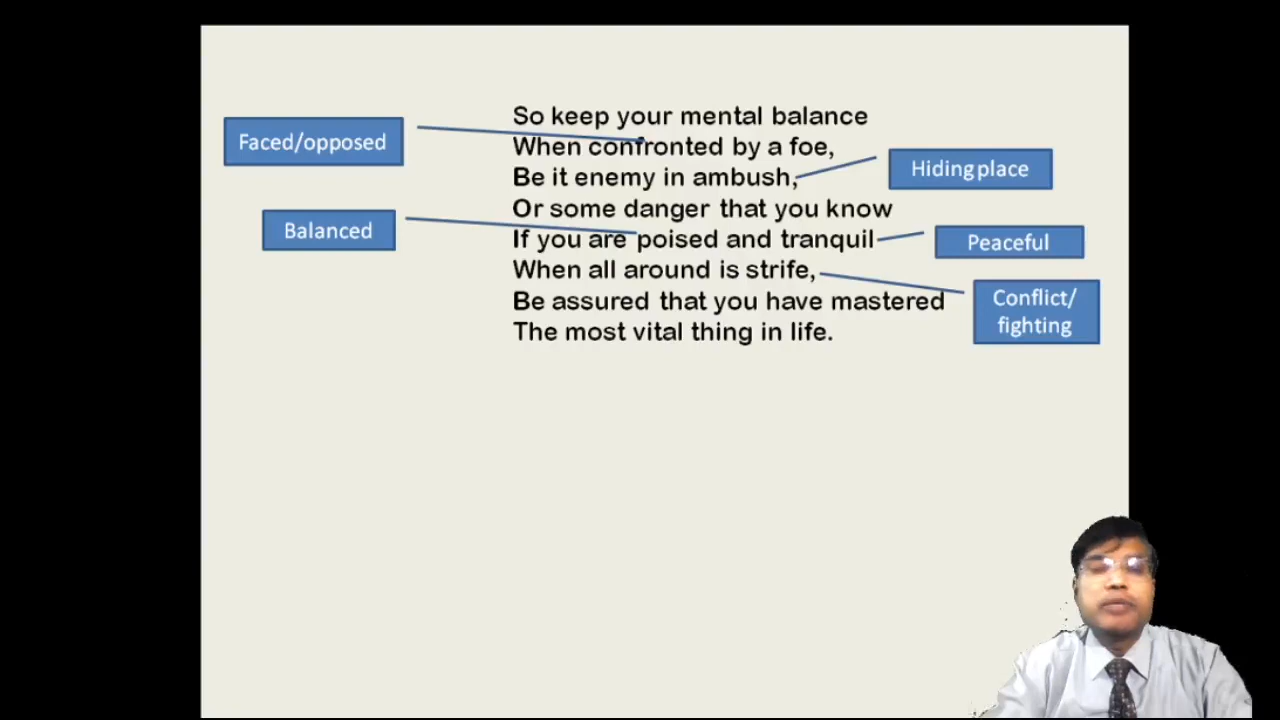 So keep your mental balance
Faced/opposed
When confronted by a foe,
Be it enemy in ambush,
Hiding place
Or some danger that you know
Balanced
If you are poised and tranquil
Peaceful
When all around is strife,
Be assured that you have mastered
Conflict/
fighting
The most vital thing in life.